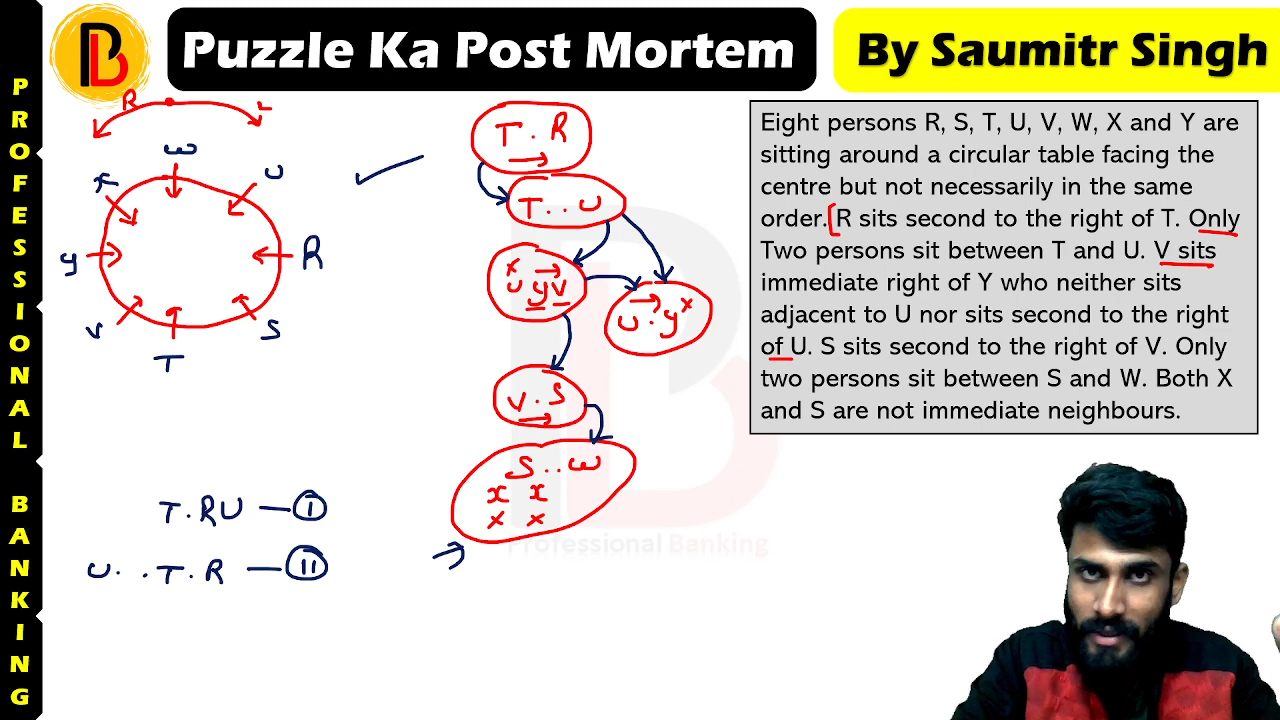 Puzzle Ka Post Mortem
By Saumitr Singh
PROFESSIONAL BANKING
Eight persons R, S, T, U, V, W, X and Y are
sitting around a circular table facing the
centre but not necessarily in the same
order. R sits second to the right of T. Only
Two persons sit between T and U. V sits
immediate right of Y who neither sits
adjacent to U nor sits second to the right
of U. S sits second to the right of V. Only
two persons sit between S and W. Both X
and S are not immediate neighbours.
R L
W
X U
y R
V S
T
T . R
T . . U
x
U y V
U . y x
V . S
S . . W
x x
x x
T . R U — I
U . . T . R — II
Professional Banking